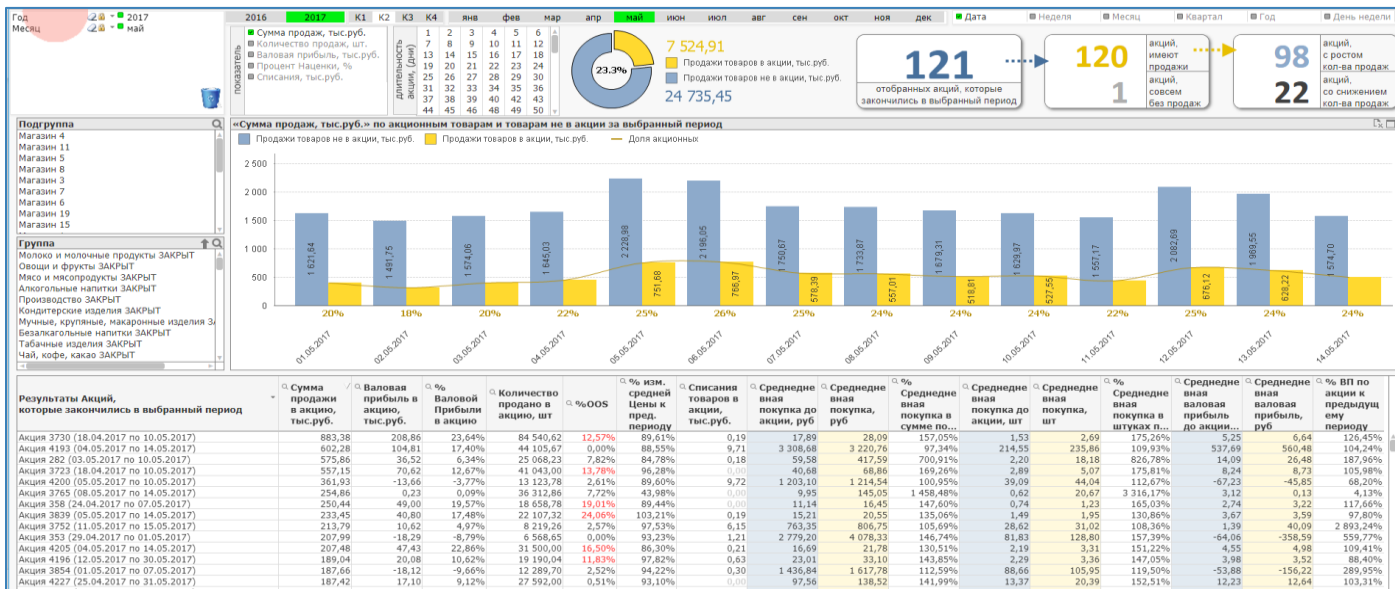 Год 2017
Месяц май
2016 2017 К1 К2 К3 К4 янв фев мар апр май июн июл авг сен окт ноя дек Дата Неделя Месяц Квартал Год День недели
показатель
Сумма продаж, тыс.руб.
Количество продаж, шт.
Валовая прибыль, тыс.руб.
Процент Наценки, %
Списания, тыс.руб.
длительность акции, (дни)
1 2 3 4 5 6
7 8 9 10 11 12
13 14 15 16 17 18
19 20 21 22 23 24
25 26 27 28 29 30
31 32 33 34 35 36
37 38 39 40 42 43
44 45 46 47 48 50
23.3%
7 524,91
Продажи товаров в акции, тыс.руб.
Продажи товаров не в акции, тыс.руб.
24 735,45
121
отобранных акций, которые
закончились в выбранный период
120 акций, имеют продажи
1 акций, совсем без продаж
98 акций, с ростом кол-ва продаж
22 акций, со снижением кол-ва продаж
Подгруппа
Магазин 4
Магазин 11
Магазин 5
Магазин 8
Магазин 3
Магазин 7
Магазин 6
Магазин 19
Магазин 15
Группа
Молоко и молочные продукты ЗАКРЫТ
Овощи и фрукты ЗАКРЫТ
Мясо и мясопродукты ЗАКРЫТ
Алкогольные напитки ЗАКРЫТ
Производство ЗАКРЫТ
Кондитерские изделия ЗАКРЫТ
Мучные, крупяные, макаронные изделия ЗА
Безалкагольные напитки ЗАКРЫТ
Табачные изделия ЗАКРЫТ
Чай, кофе, какао ЗАКРЫТ
«Сумма продаж, тыс.руб.» по акционным товарам и товарам не в акции за выбранный период
Продажи товаров не в акции, тыс.руб. Продажи товаров в акции, тыс.руб. Доля акционных
2 500
2 000
1 500
1 000
500
0
1 621,64 1 491,75 1 574,06 1 645,03 2 228,98 2 196,05 1 750,67 1 733,87 1 679,31 1 629,97 1 557,17 2 082,69 1 969,55 1 574,70
751,68 766,97 578,39 557,01 518,81 527,55 676,12 628,22
20% 18% 20% 22% 25% 26% 25% 24% 24% 24% 22% 25% 24% 24%
01.05.2017 02.05.2017 03.05.2017 04.05.2017 05.05.2017 06.05.2017 07.05.2017 08.05.2017 09.05.2017 10.05.2017 11.05.2017 12.05.2017 13.05.2017 14.05.2017
Результаты Акций, которые закончились в выбранный период Сумма продажи в акцию, тыс.руб. Валовая прибыль в акцию, тыс.руб. % Валовой Прибыли в акцию Количество продано в акцию, шт %OOS % изм. средней Цены к пред. периоду Списания товаров в акции, тыс.руб. Среднедневная покупка до акции, руб Среднедневная покупка, руб % Среднедневная покупка в сумме по... Среднедневная покупка до акции, шт Среднедневная покупка, шт % Среднедневная покупка в штуках п... Среднедневная валовая прибыль до акции... Среднедневная валовая прибыль, руб % ВП по акции к предыдущему периоду
Акция 3730 (18.04.2017 по 10.05.2017) 883,38 208,86 23,64% 84 540,62 12,57% 89,61% 0,19 17,89 28,09 157,05% 1,53 2,69 175,26% 5,25 6,64 126,45%
Акция 4193 (04.05.2017 по 14.05.2017) 602,28 104,81 17,40% 44 105,67 0,00% 88,55% 9,71 3 308,68 3 220,76 97,34% 214,55 235,86 109,93% 537,69 560,48 104,24%
Акция 282 (03.05.2017 по 10.05.2017) 575,86 36,52 6,34% 25 068,23 7,82% 84,78% 0,18 59,58 417,59 700,91% 2,20 18,18 826,78% 14,09 26,48 187,96%
Акция 3723 (18.04.2017 по 10.05.2017) 557,15 70,62 12,67% 41 043,00 13,78% 96,28% 0,00 40,68 68,86 169,26% 2,89 5,07 175,81% 8,24 8,73 105,98%
Акция 4200 (05.05.2017 по 10.05.2017) 361,93 -13,66 -3,77% 13 123,78 2,61% 89,60% 9,72 1 203,10 1 214,54 100,95% 39,09 44,04 112,67% -67,23 -45,85 68,20%
Акция 3765 (08.05.2017 по 14.05.2017) 254,86 0,23 0,09% 36 312,86 7,72% 43,98% 0,00 9,95 145,05 1 458,48% 0,62 20,67 3 316,17% 3,12 0,13 4,13%
Акция 358 (24.04.2017 по 07.05.2017) 250,44 49,00 19,57% 18 658,78 19,01% 89,44% 0,00 11,14 16,45 147,60% 0,74 1,23 165,03% 2,74 3,22 117,66%
Акция 3839 (05.05.2017 по 14.05.2017) 233,45 40,80 17,48% 22 107,32 24,06% 103,21% 0,19 15,21 20,55 135,06% 1,49 1,95 130,86% 3,67 3,59 97,80%
Акция 3752 (11.05.2017 по 15.05.2017) 213,79 10,62 4,97% 8 219,26 2,57% 97,53% 6,15 763,35 806,75 105,69% 28,62 31,02 108,36% 1,39 40,09 2 893,24%
Акция 353 (29.04.2017 по 01.05.2017) 207,99 -18,29 -8,79% 6 568,65 0,00% 93,23% 1,21 2 779,20 4 078,33 146,74% 81,83 128,80 157,39% -64,06 -358,59 559,77%
Акция 4205 (04.05.2017 по 14.05.2017) 207,48 47,43 22,86% 31 500,00 16,50% 86,30% 0,21 16,69 21,78 130,51% 2,19 3,31 151,22% 4,55 4,98 109,41%
Акция 4196 (12.05.2017 по 30.05.2017) 189,04 20,08 10,62% 19 190,04 11,83% 97,82% 0,63 23,01 33,10 143,85% 2,29 3,36 147,05% 3,98 3,52 88,40%
Акция 3854 (01.05.2017 по 07.05.2017) 187,66 -18,12 -9,66% 12 289,70 2,52% 94,22% 0,30 1 436,84 1 617,78 112,59% 88,66 105,95 119,50% -53,88 -156,22 289,95%
Акция 4227 (25.04.2017 по 31.05.2017) 187,42 17,10 9,12% 27 592,00 0,51% 93,10% 0,00 97,56 138,52 141,99% 13,37 20,39 152,51% 12,23 12,64 103,31%